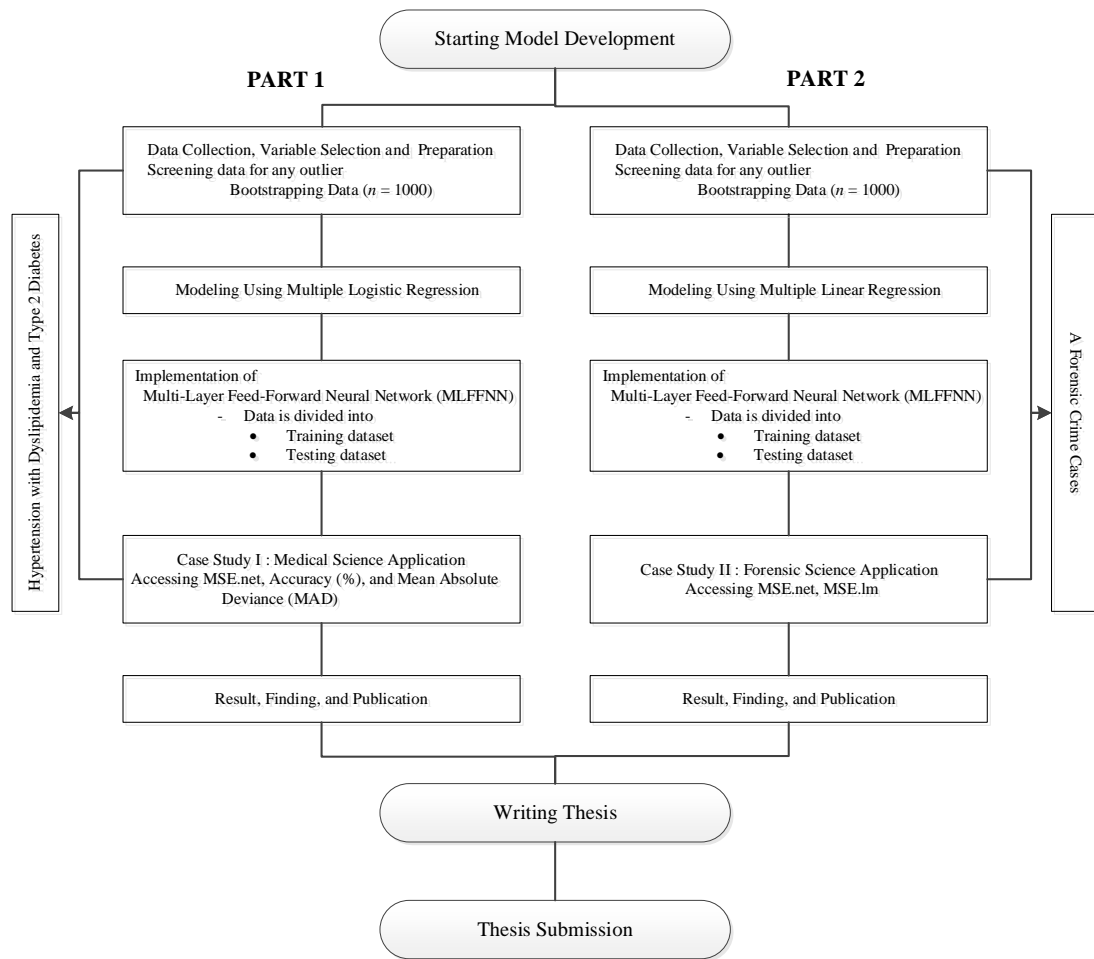 Starting Model Development
PART 1
PART 2
Data Collection, Variable Selection and Preparation
Screening data for any outlier
Bootstrapping Data (n = 1000)
Data Collection, Variable Selection and Preparation
Screening data for any outlier
Bootstrapping Data (n = 1000)
Hypertension with Dyslipidemia and Type 2 Diabetes
A Forensic Crime Cases
Modeling Using Multiple Logistic Regression
Modeling Using Multiple Linear Regression
Implementation of
Multi-Layer Feed-Forward Neural Network (MLFFNN)
- Data is divided into
• Training dataset
• Testing dataset
Implementation of
Multi-Layer Feed-Forward Neural Network (MLFFNN)
- Data is divided into
• Training dataset
• Testing dataset
Case Study I : Medical Science Application
Accessing MSE.net, Accuracy (%), and Mean Absolute
Deviance (MAD)
Case Study II : Forensic Science Application
Accessing MSE.net, MSE.lm
Result, Finding, and Publication
Result, Finding, and Publication
Writing Thesis
Thesis Submission